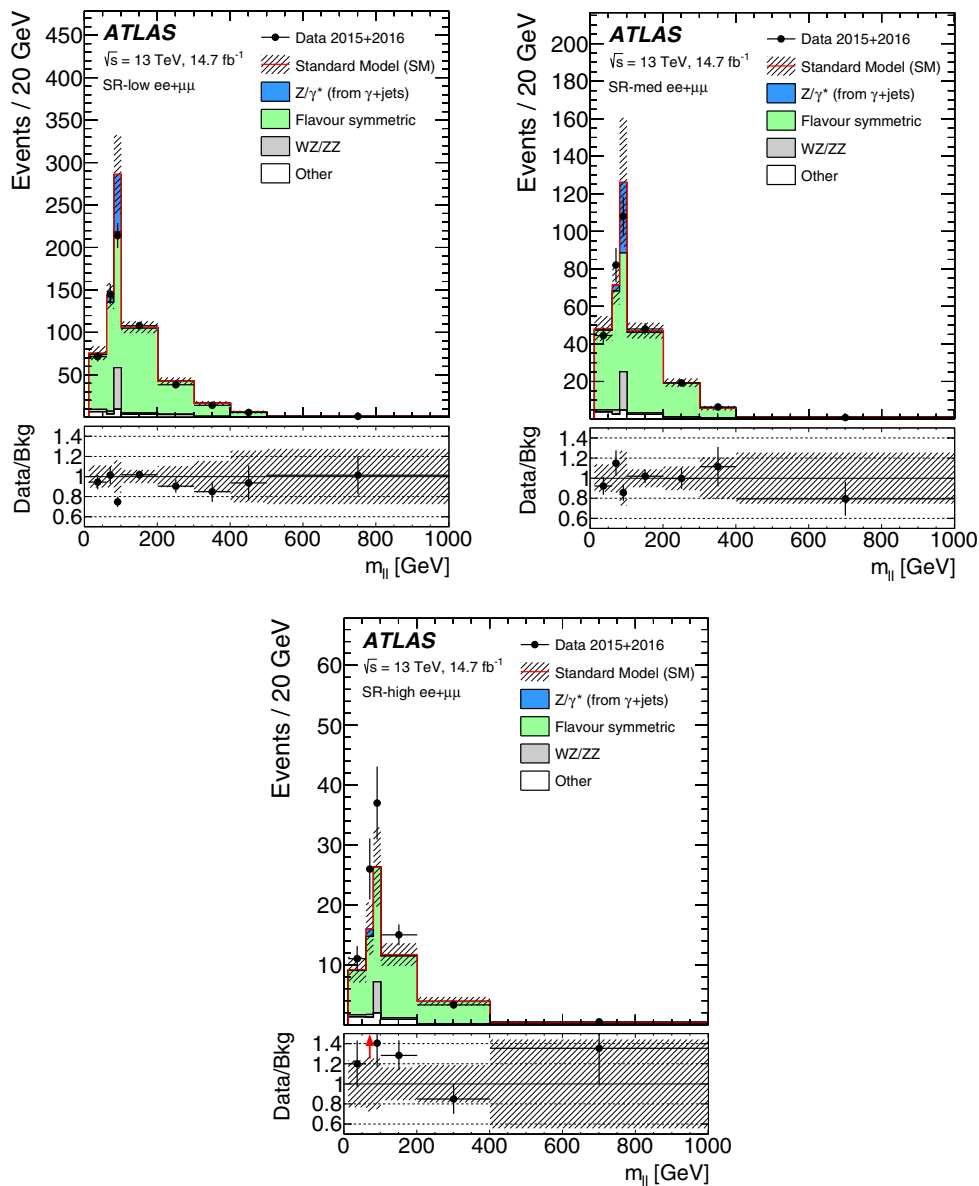 Events / 20 GeV
450
400
350
300
250
200
150
100
50
ATLAS
√s = 13 TeV, 14.7 fb⁻¹
SR-low ee+μμ
Data 2015+2016
Standard Model (SM)
Z/γ* (from γ+jets)
Flavour symmetric
WZ/ZZ
Other
Data/Bkg
1.4
1.2
1
0.8
0.6
0 200 400 600 800 1000
m_ll [GeV]
Events / 20 GeV
200
180
160
140
120
100
80
60
40
20
ATLAS
√s = 13 TeV, 14.7 fb⁻¹
SR-med ee+μμ
Data 2015+2016
Standard Model (SM)
Z/γ* (from γ+jets)
Flavour symmetric
WZ/ZZ
Other
Data/Bkg
1.4
1.2
1
0.8
0.6
0 200 400 600 800 1000
m_ll [GeV]
Events / 20 GeV
60
50
40
30
20
10
ATLAS
√s = 13 TeV, 14.7 fb⁻¹
SR-high ee+μμ
Data 2015+2016
Standard Model (SM)
Z/γ* (from γ+jets)
Flavour symmetric
WZ/ZZ
Other
Data/Bkg
1.4
1.2
1
0.8
0.6
0 200 400 600 800 1000
m_ll [GeV]